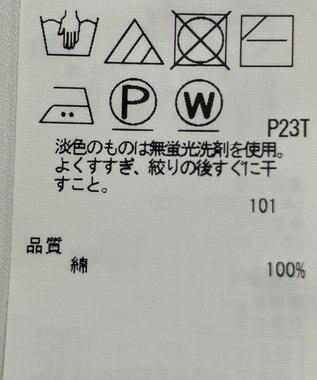 P W
P23T
淡色のものは無蛍光洗剤を使用。
よくすすぎ、絞りの後すぐに干
すこと。
101
品質
綿 100%